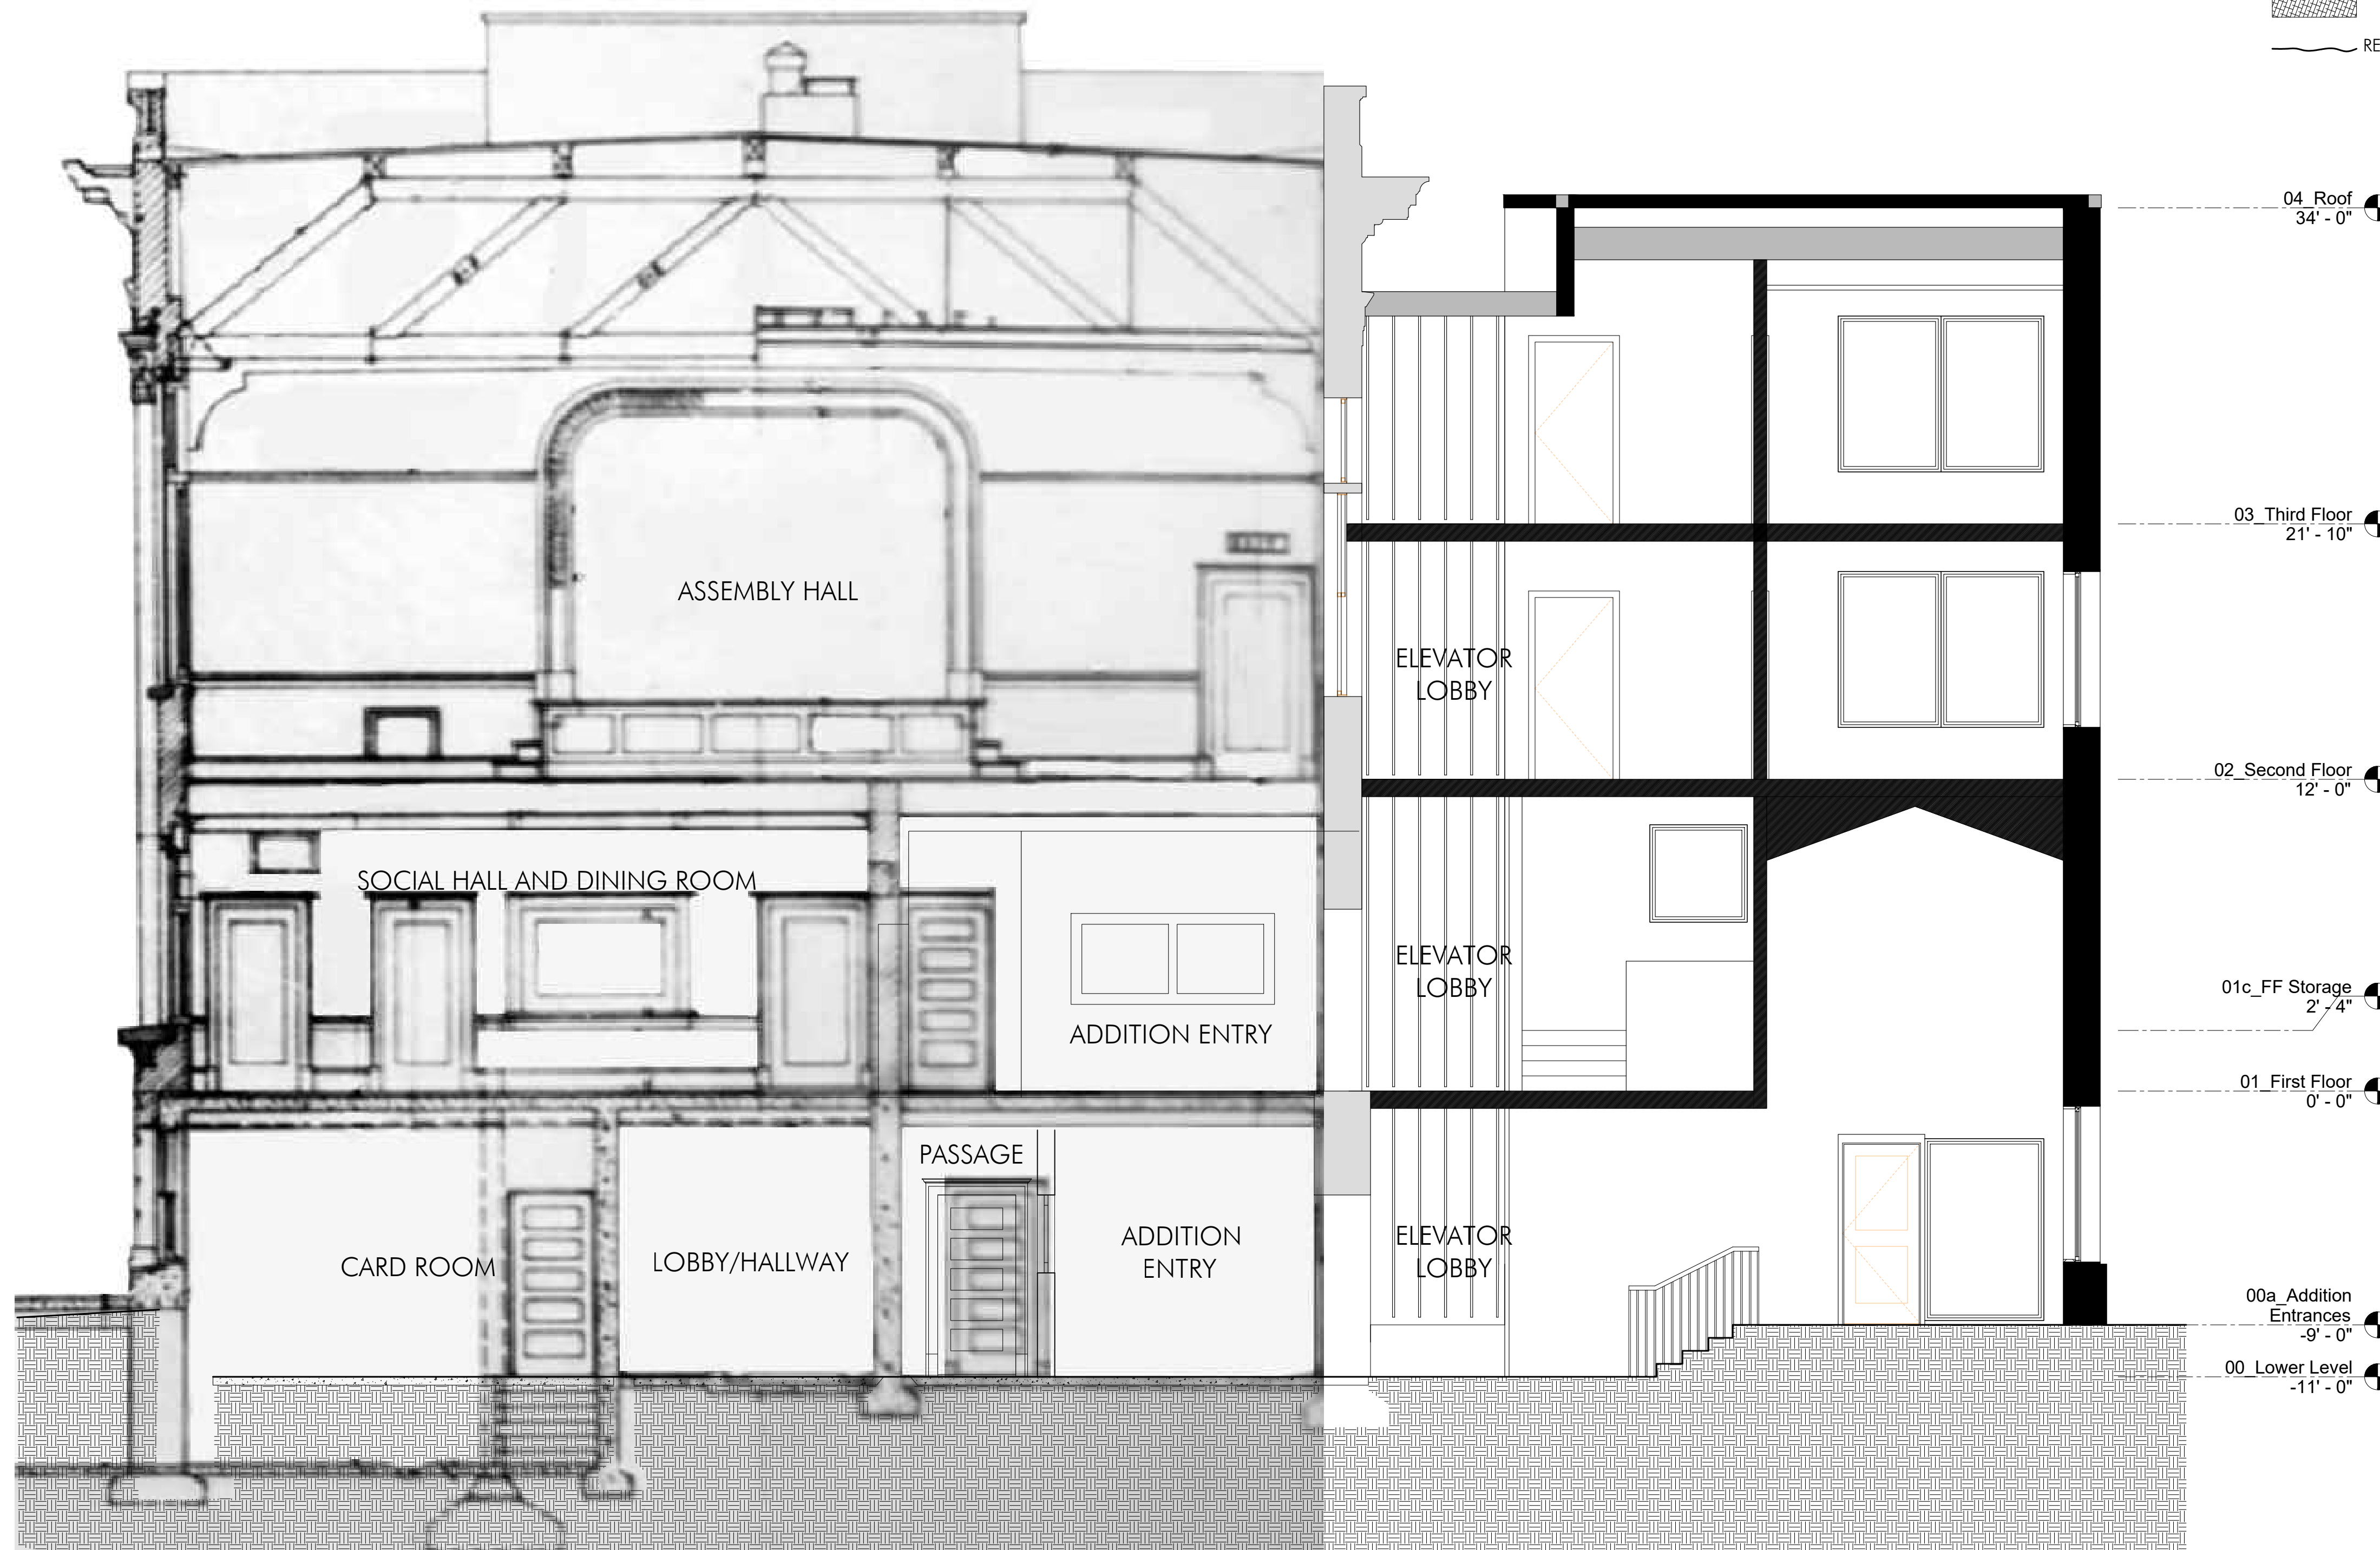 RE
04_Roof
34' - 0"
03_Third Floor
21' - 10"
ASSEMBLY HALL
ELEVATOR
LOBBY
02_Second Floor
12' - 0"
SOCIAL HALL AND DINING ROOM
ELEVATOR
LOBBY
01c_FF Storage
2' - 4"
ADDITION ENTRY
01_First Floor
0' - 0"
PASSAGE
CARD ROOM
LOBBY/HALLWAY
ADDITION
ENTRY
ELEVATOR
LOBBY
00a_Addition
Entrances
-9' - 0"
00_Lower Level
-11' - 0"